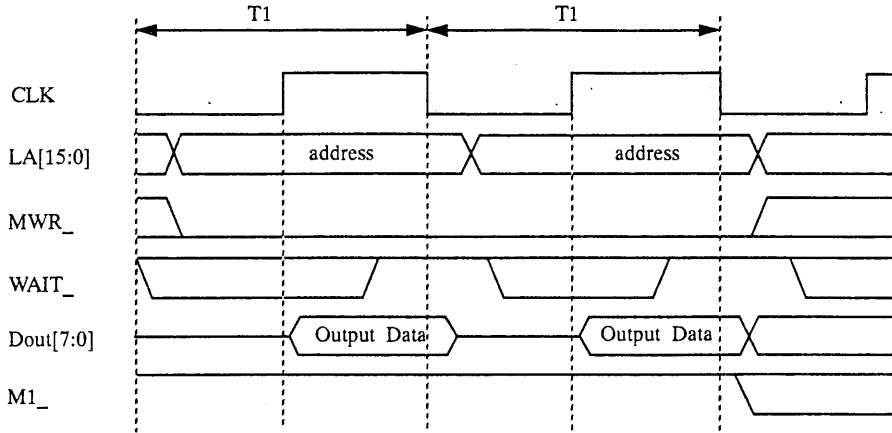 T1 T1
CLK
LA[15:0] address address
MWR_
WAIT_
Dout[7:0] Output Data Output Data
M1_